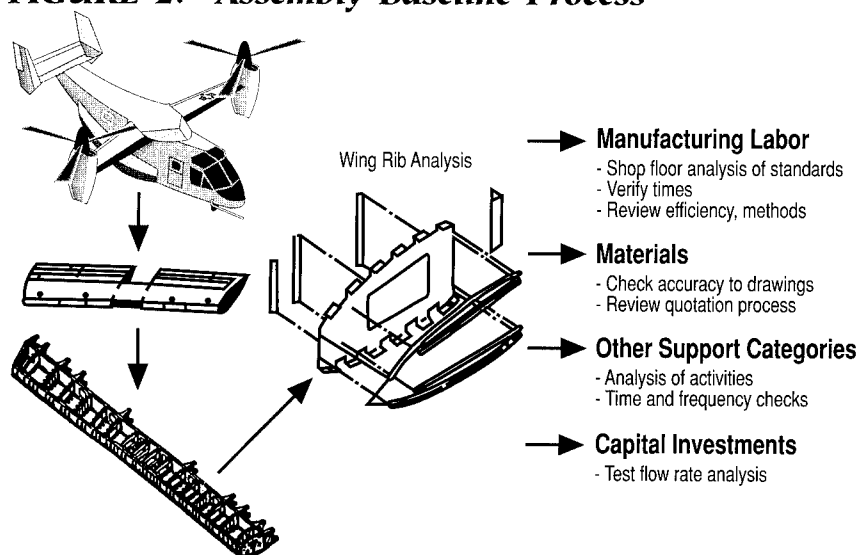 FIGURE 2. Assembly Baseline Process
Wing Rib Analysis
Manufacturing Labor
- Shop floor analysis of standards
- Verify times
- Review efficiency, methods
Materials
- Check accuracy to drawings
- Review quotation process
Other Support Categories
- Analysis of activities
- Time and frequency checks
Capital Investments
- Test flow rate analysis